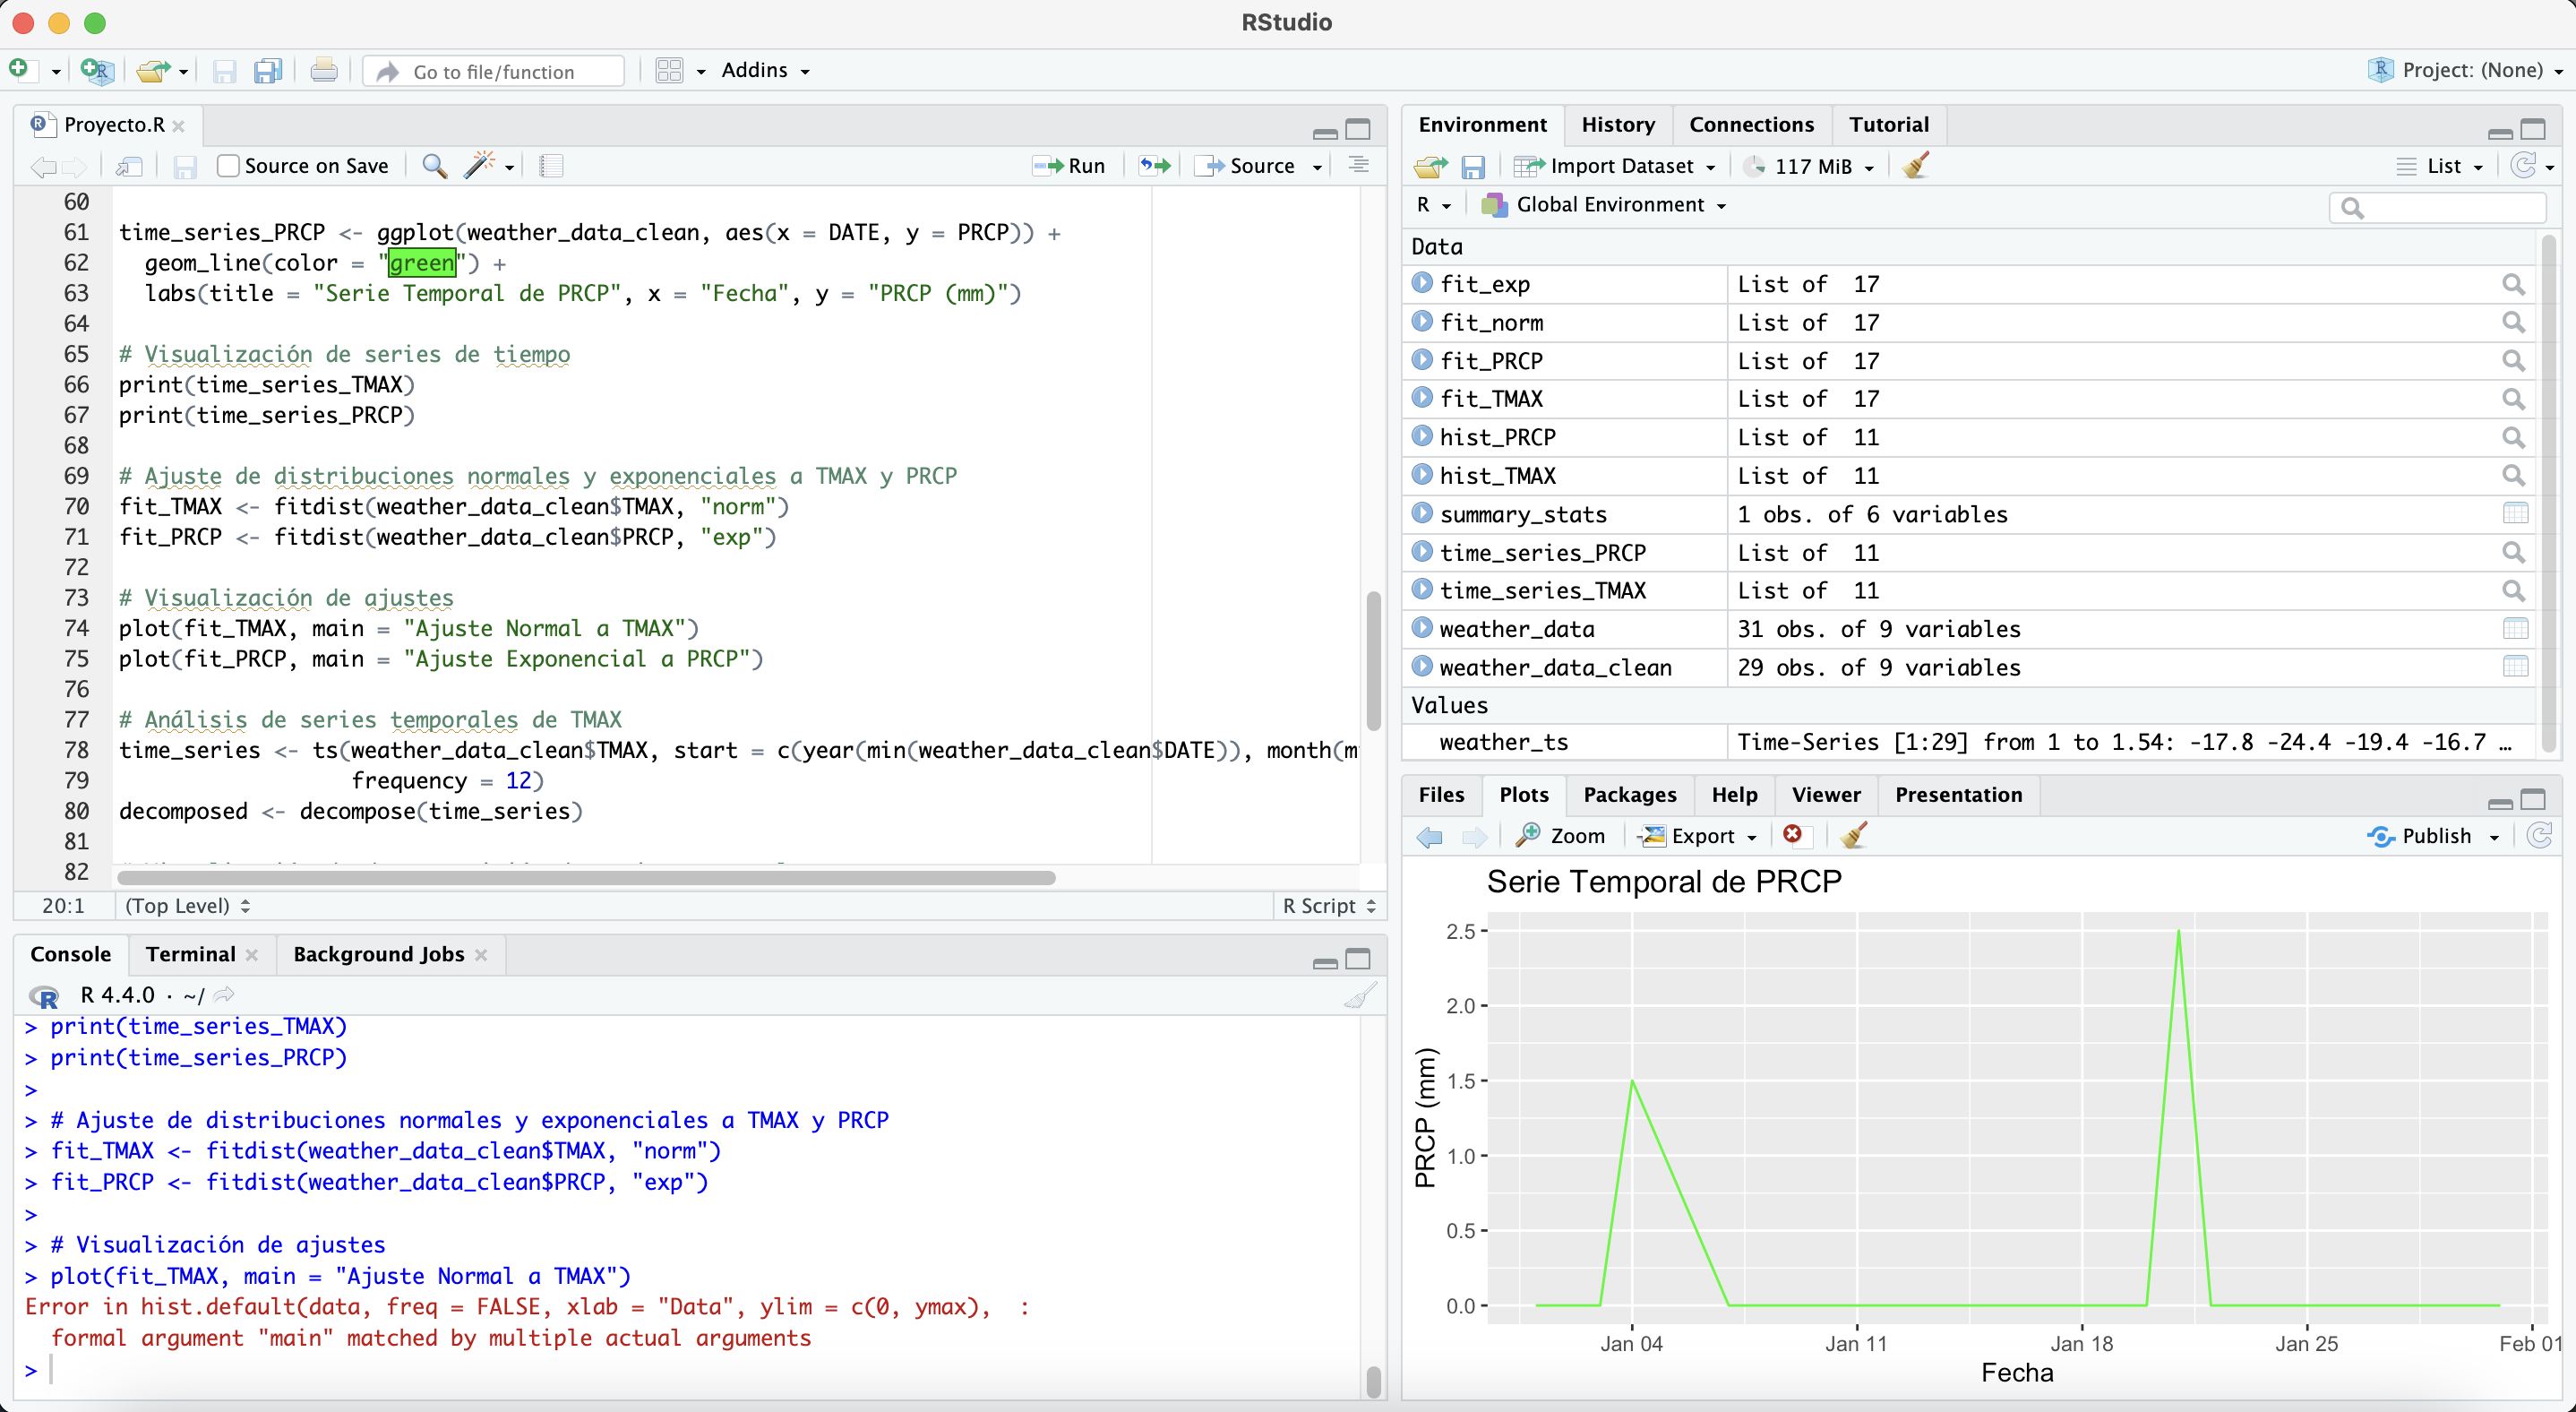 RStudio
Go to file/function
Addins
Project: (None)
Proyecto.R
Source on Save
Run
Source
60
61 time_series_PRCP <- ggplot(weather_data_clean, aes(x = DATE, y = PRCP)) +
62 geom_line(color = "green") +
63 labs(title = "Serie Temporal de PRCP", x = "Fecha", y = "PRCP (mm)")
64
65 # Visualización de series de tiempo
66 print(time_series_TMAX)
67 print(time_series_PRCP)
68
69 # Ajuste de distribuciones normales y exponenciales a TMAX y PRCP
70 fit_TMAX <- fitdist(weather_data_clean$TMAX, "norm")
71 fit_PRCP <- fitdist(weather_data_clean$PRCP, "exp")
72
73 # Visualización de ajustes
74 plot(fit_TMAX, main = "Ajuste Normal a TMAX")
75 plot(fit_PRCP, main = "Ajuste Exponencial a PRCP")
76
77 # Análisis de series temporales de TMAX
78 time_series <- ts(weather_data_clean$TMAX, start = c(year(min(weather_data_clean$DATE)), month(m
79 frequency = 12)
80 decomposed <- decompose(time_series)
81
82
20:1 (Top Level) R Script
Console Terminal Background Jobs
R 4.4.0 · ~/
> print(time_series_TMAX)
> print(time_series_PRCP)
>
> # Ajuste de distribuciones normales y exponenciales a TMAX y PRCP
> fit_TMAX <- fitdist(weather_data_clean$TMAX, "norm")
> fit_PRCP <- fitdist(weather_data_clean$PRCP, "exp")
>
> # Visualización de ajustes
> plot(fit_TMAX, main = "Ajuste Normal a TMAX")
Error in hist.default(data, freq = FALSE, xlab = "Data", ylim = c(0, ymax), :
formal argument "main" matched by multiple actual arguments
>
Environment History Connections Tutorial
Import Dataset 117 MiB List
R Global Environment
Data
fit_exp List of 17
fit_norm List of 17
fit_PRCP List of 17
fit_TMAX List of 17
hist_PRCP List of 11
hist_TMAX List of 11
summary_stats 1 obs. of 6 variables
time_series_PRCP List of 11
time_series_TMAX List of 11
weather_data 31 obs. of 9 variables
weather_data_clean 29 obs. of 9 variables
Values
weather_ts Time-Series [1:29] from 1 to 1.54: -17.8 -24.4 -19.4 -16.7 …
Files Plots Packages Help Viewer Presentation
Zoom Export Publish
Serie Temporal de PRCP
PRCP (mm)
2.5
2.0
1.5
1.0
0.5
0.0
Jan 04 Jan 11 Jan 18 Jan 25 Feb 01
Fecha